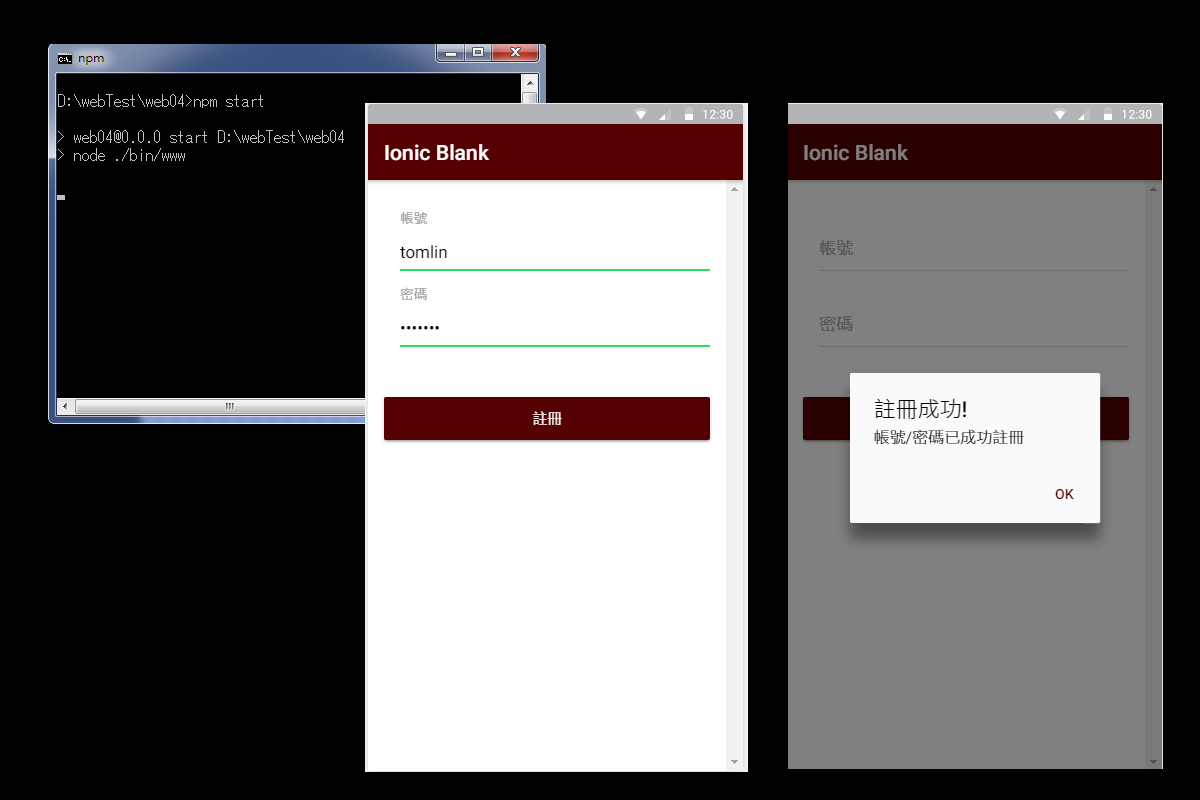 npm
D:\webTest\web04>npm start
> web04@0.0.0 start D:\webTest\web04
> node ./bin/www
12:30
Ionic Blank
帳號
tomlin
密碼
•••••••
註冊
12:30
Ionic Blank
帳號
密碼
註冊成功!
帳號/密碼已成功註冊
OK